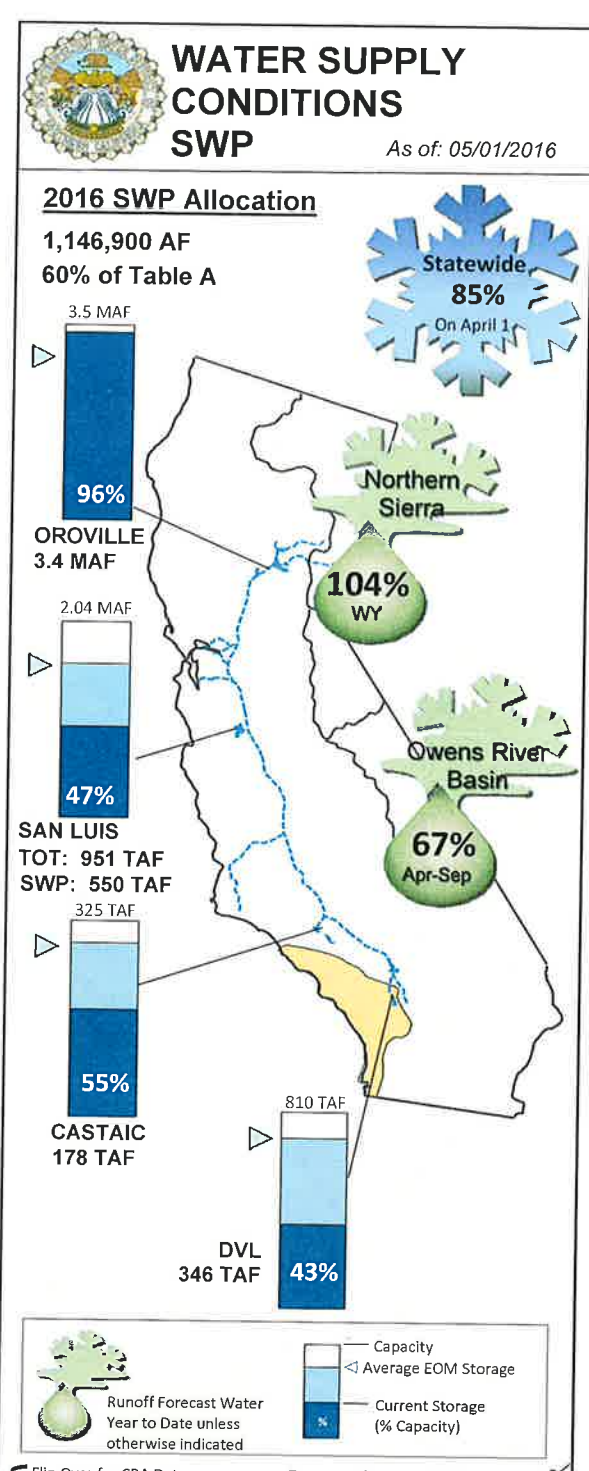 WATER SUPPLY
CONDITIONS
SWP
As of: 05/01/2016
2016 SWP Allocation
1,146,900 AF
60% of Table A
Statewide
85%
On April 1
3.5 MAF
96%
OROVILLE
3.4 MAF
Northern
Sierra
104%
WY
2.04 MAF
47%
SAN LUIS
TOT: 951 TAF
SWP: 550 TAF
Owens River
Basin
67%
Apr-Sep
325 TAF
55%
CASTAIC
178 TAF
810 TAF
43%
DVL
346 TAF
Runoff Forecast Water
Year to Date unless
otherwise indicated
Capacity
Average EOM Storage
Current Storage
(% Capacity)
%